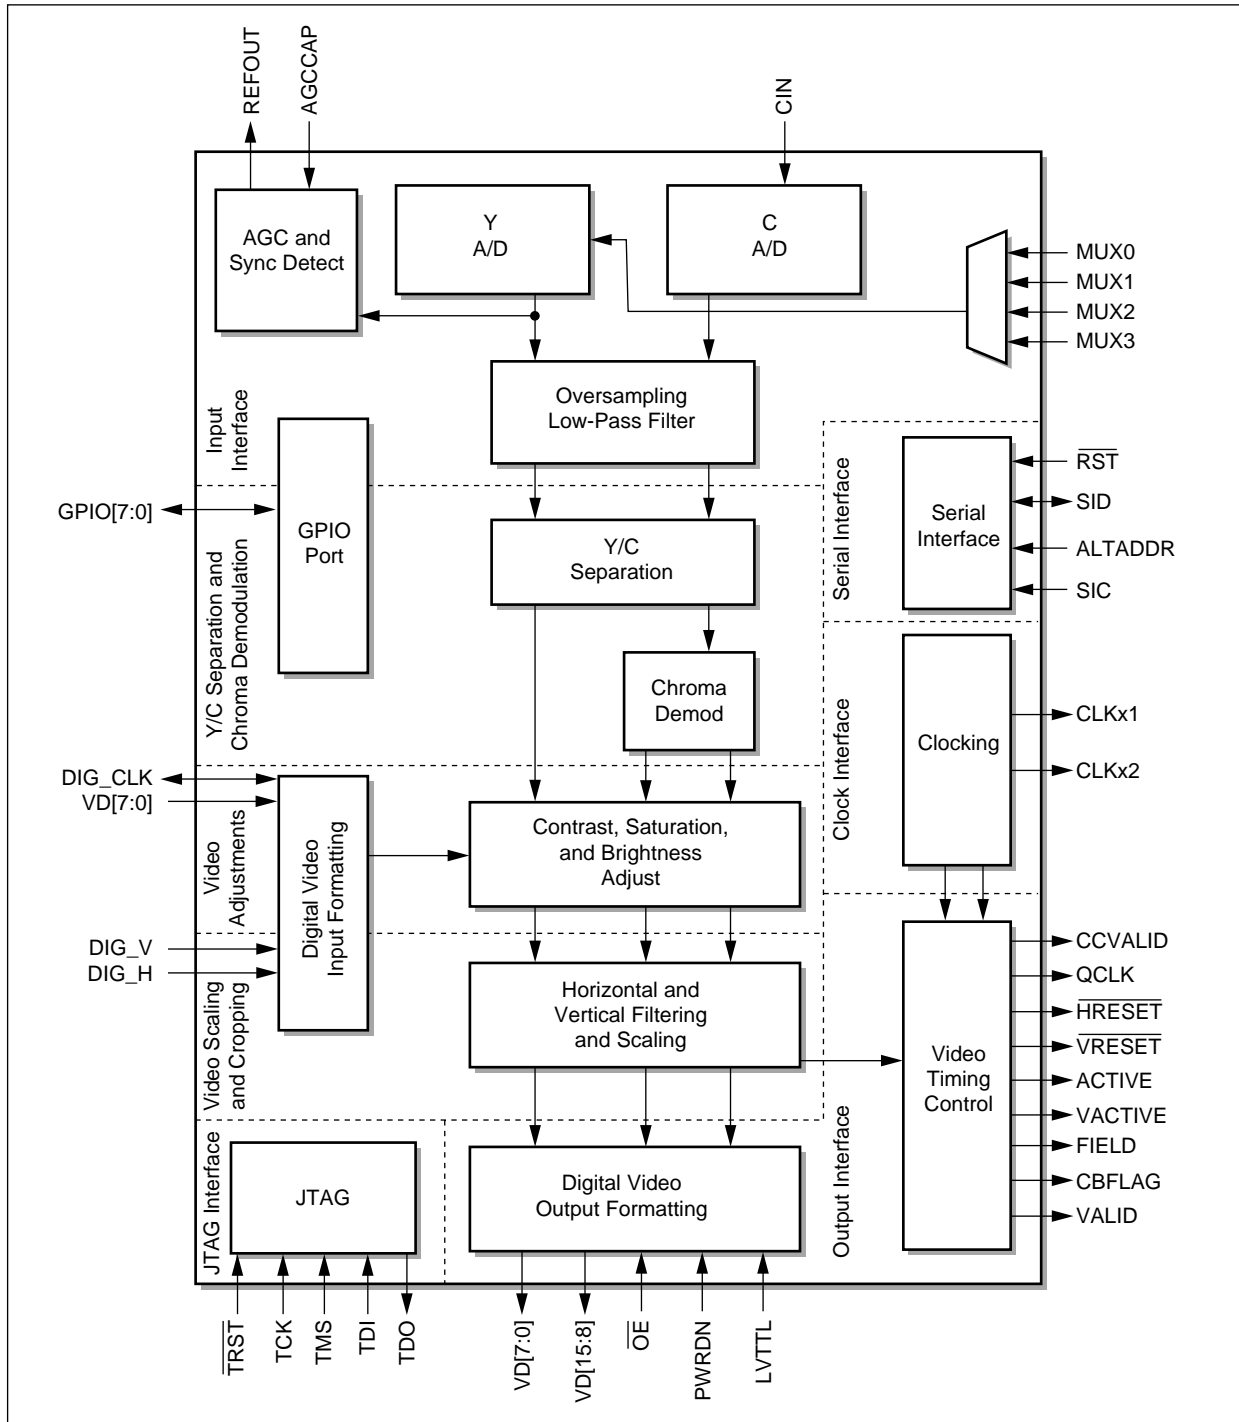 REFOUT
AGCCAP
CIN
AGC and
Sync Detect
Y
A/D
C
A/D
MUX0
MUX1
MUX2
MUX3
Oversampling
Low-Pass Filter
Input
Interface
GPIO[7:0]
GPIO
Port
Y/C
Separation
Y/C Separation and
Chroma Demodulation
Serial Interface
Serial
Interface
RST
SID
ALTADDR
SIC
Chroma
Demod
Clock Interface
Clocking
CLKx1
CLKx2
DIG_CLK
VD[7:0]
DIG_V
DIG_H
Video
Adjustments
Digital Video
Input Formatting
Contrast, Saturation,
and Brightness
Adjust
Video Scaling
and Cropping
Horizontal and
Vertical Filtering
and Scaling
Output Interface
Video
Timing
Control
CCVALID
QCLK
HRESET
VRESET
ACTIVE
VACTIVE
FIELD
CBFLAG
VALID
JTAG Interface
JTAG
Digital Video
Output Formatting
TRST
TCK
TMS
TDI
TDO
VD[7:0]
VD[15:8]
OE
PWRDN
LVTTL